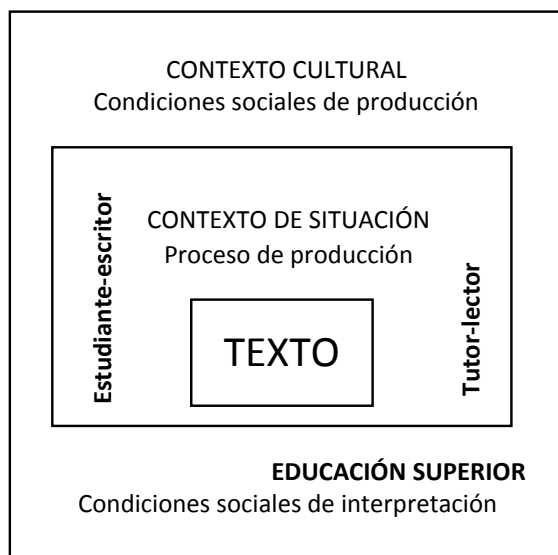 CONTEXTO CULTURAL
Condiciones sociales de producción
Estudiante-escritor
CONTEXTO DE SITUACIÓN
Proceso de producción
TEXTO
Tutor-lector
EDUCACIÓN SUPERIOR
Condiciones sociales de interpretación